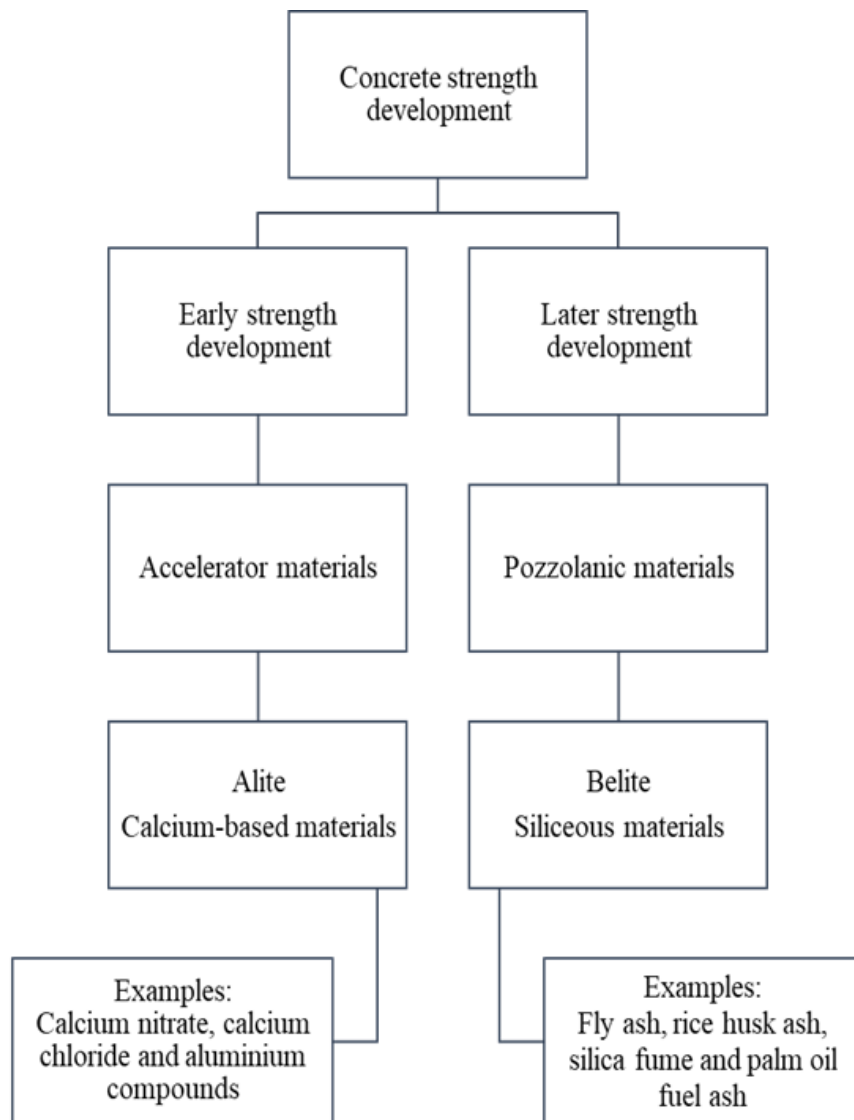 Concrete strength
development
Early strength
development
Later strength
development
Accelerator materials
Pozzolanic materials
Alite
Calcium-based materials
Belite
Siliceous materials
Examples:
Calcium nitrate, calcium
chloride and aluminium
compounds
Examples:
Fly ash, rice husk ash,
silica fume and palm oil
fuel ash